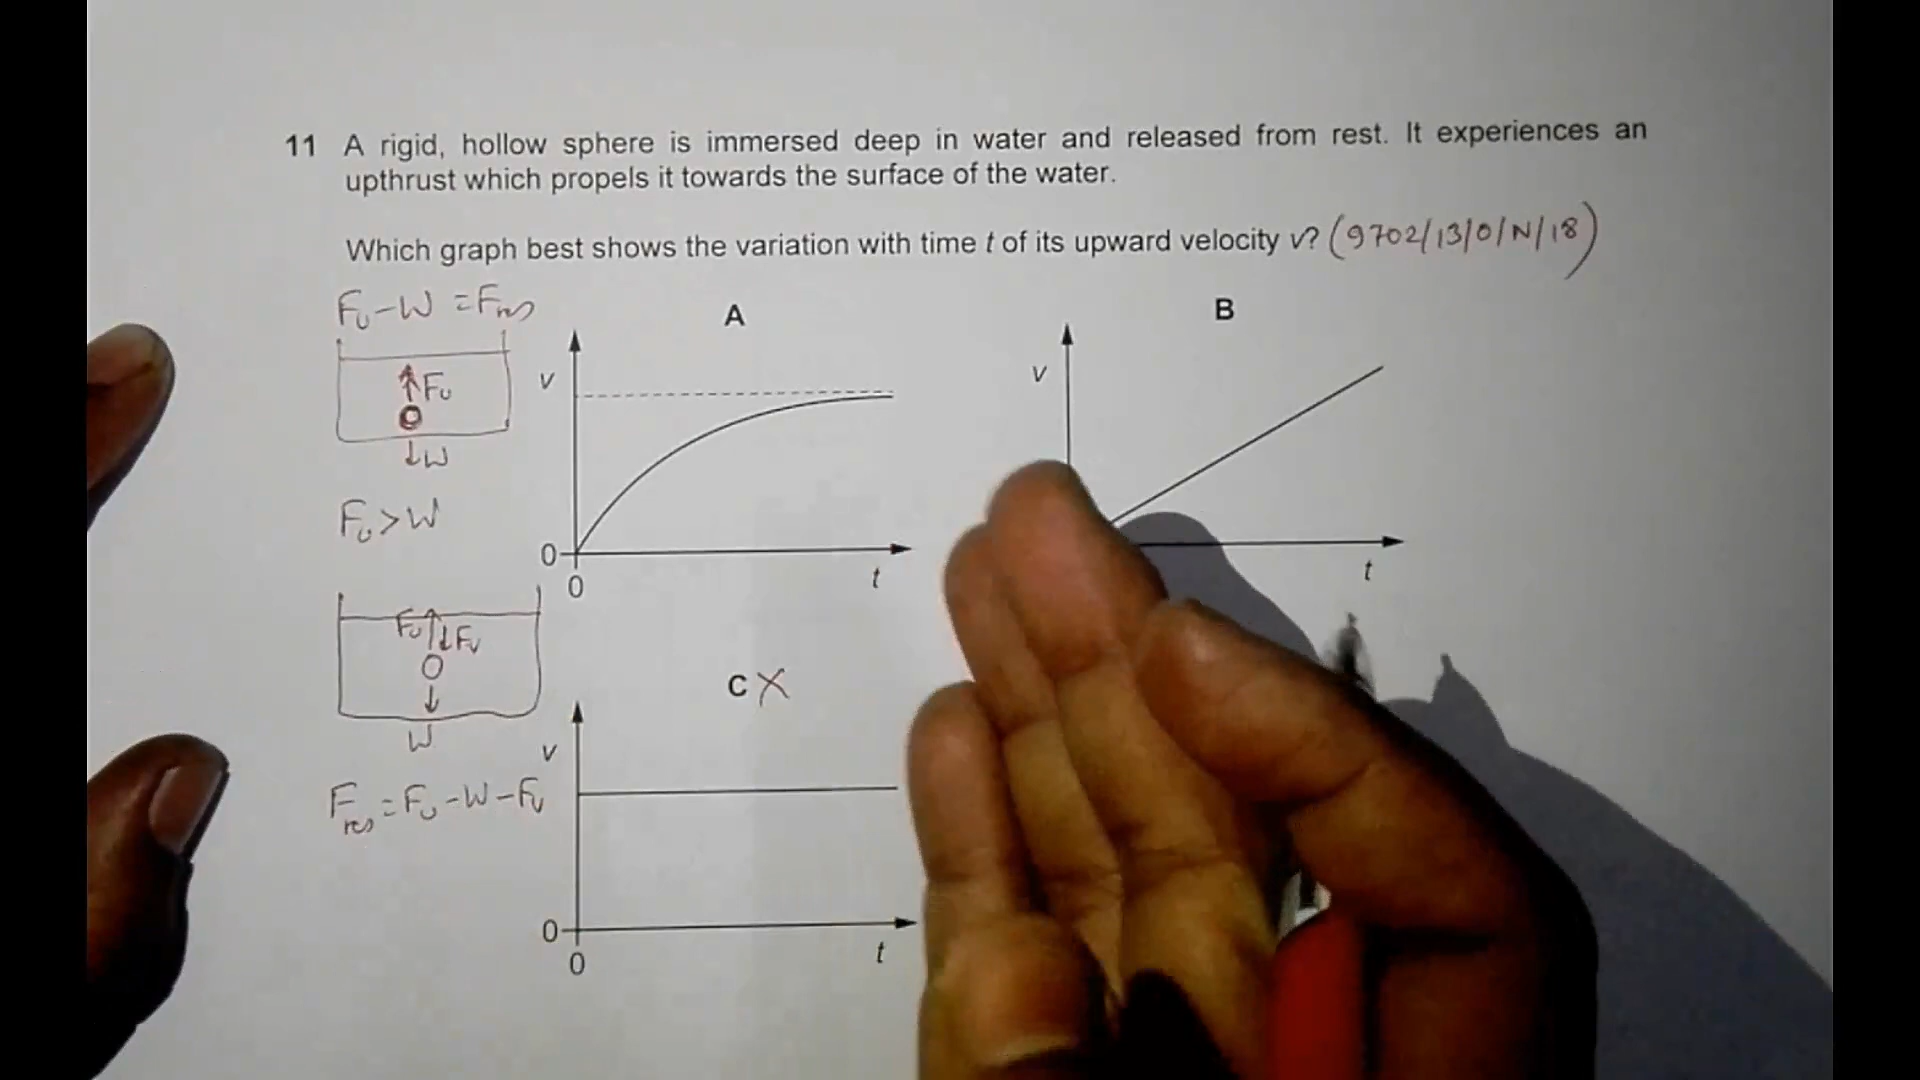 11 A rigid, hollow sphere is immersed deep in water and released from rest. It experiences an
upthrust which propels it towards the surface of the water.
Which graph best shows the variation with time t of its upward velocity v? (9702/13/O/N/18)
Fu-W = Fres
A
B
v
v
Fu
W
Fu>W
0
0
t
t
Fu
Fv
W
C X
v
Fres = Fu-W-Fv
0
0
t